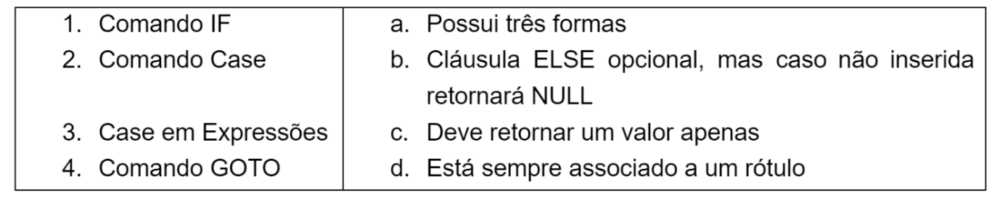 1. Comando IF
2. Comando Case
3. Case em Expressões
4. Comando GOTO
a. Possui três formas
b. Cláusula ELSE opcional, mas caso não inserida
retornará NULL
c. Deve retornar um valor apenas
d. Está sempre associado a um rótulo